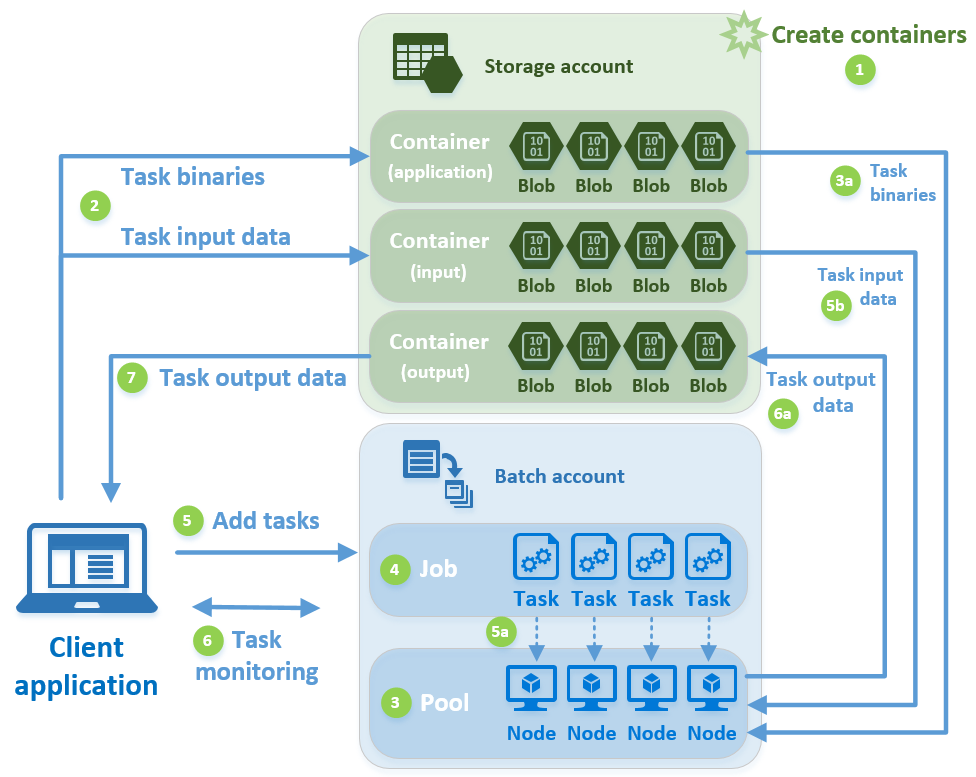 Create containers
1
Storage account
Container
(application)
10
01
10
01
10
01
10
01
Blob Blob Blob Blob
Task binaries
2
Task input data
3a Task
binaries
Container
(input)
10
01
10
01
10
01
10
01
Blob Blob Blob Blob
Task input
data
5b
Container
(output)
10
01
10
01
10
01
10
01
Blob Blob Blob Blob
7 Task output data
Task output
data
6a
Batch account
5 Add tasks
4 Job
Task Task Task Task
6 Task
monitoring
5a
Client
application
3 Pool
Node Node Node Node